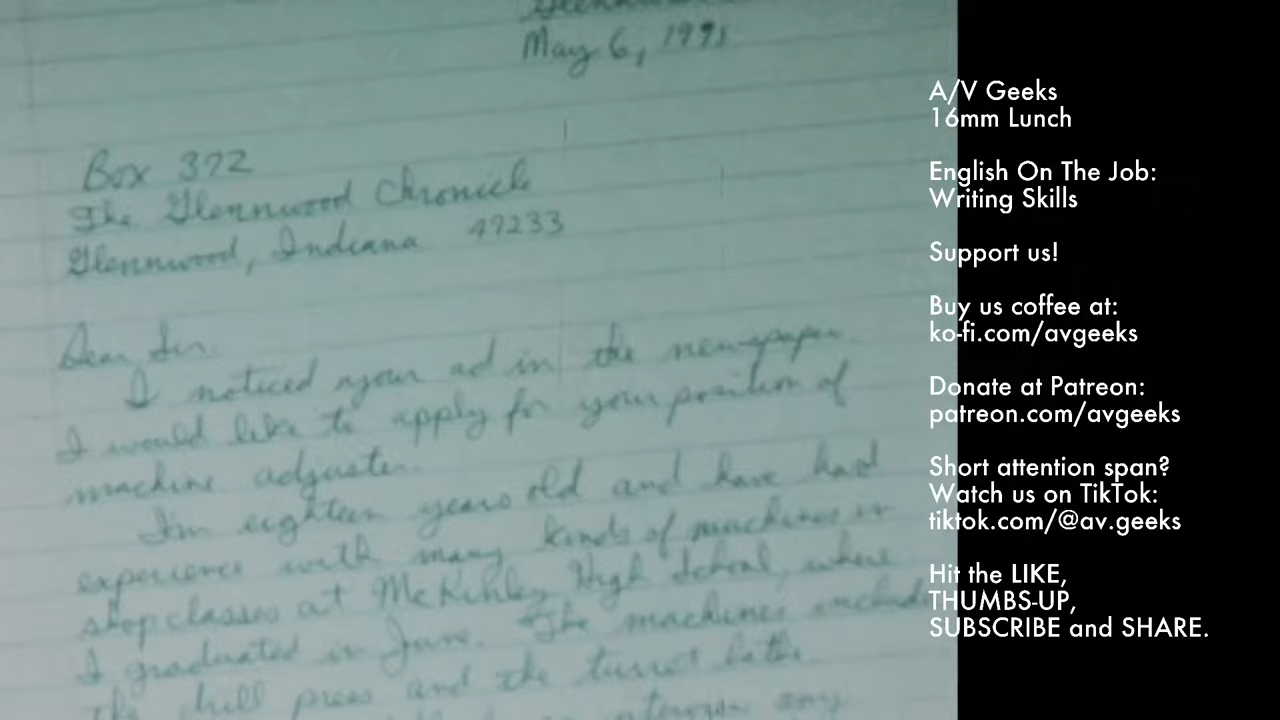 May 6, 1991
Box 372
The Glennwood Chronicle
Glennwood, Indiana 47233
Dear Sir.
I noticed your ad in the newspaper.
I would like to apply for your position of
machine adjuster.
I'm eighteen years old and have had
experience with many kinds of machines in
shop classes at McKinley High School, where
I graduated in June. The machines include
the drill press and the turret lathe.
A/V Geeks
16mm Lunch
English On The Job:
Writing Skills
Support us!
Buy us coffee at:
ko-fi.com/avgeeks
Donate at Patreon:
patreon.com/avgeeks
Short attention span?
Watch us on TikTok:
tiktok.com/@av.geeks
Hit the LIKE,
THUMBS-UP,
SUBSCRIBE and SHARE.